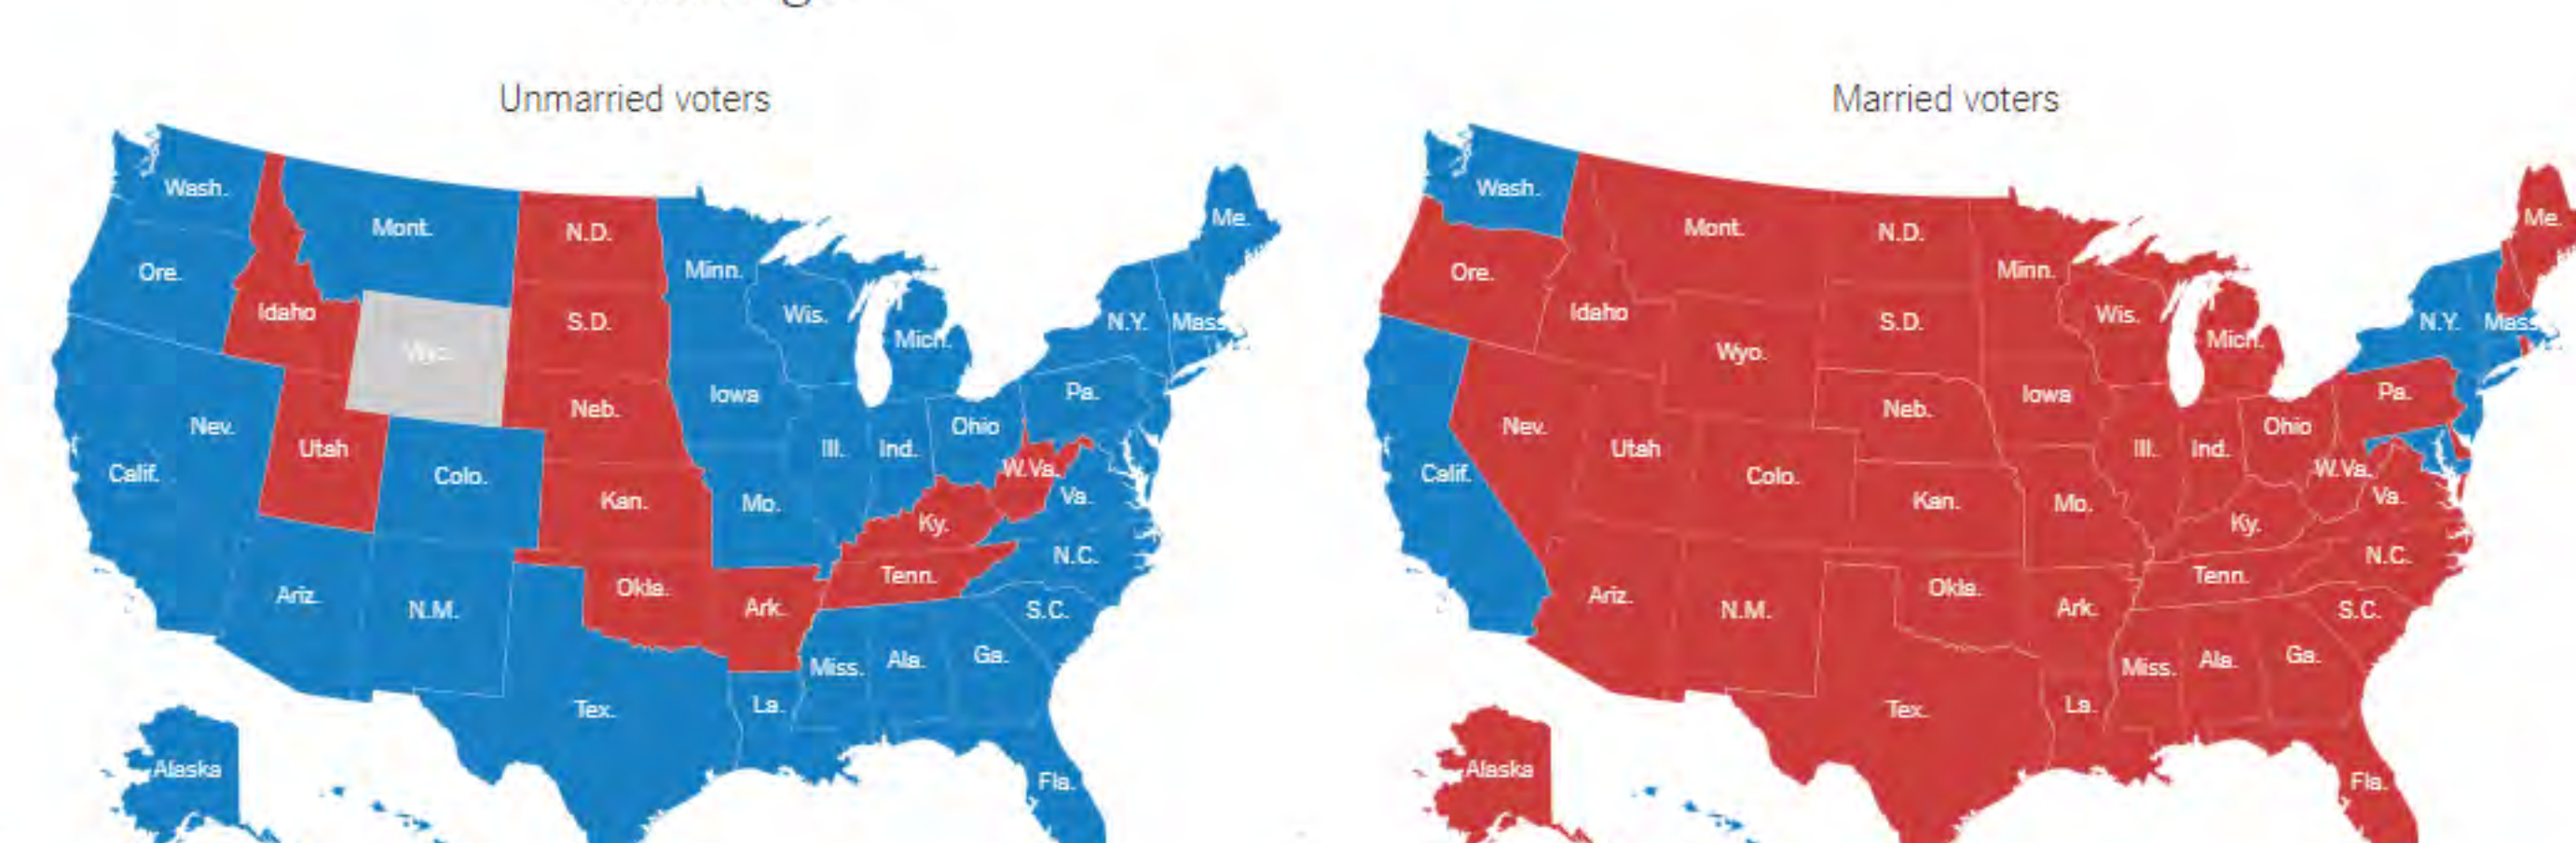 Unmarried voters
Married voters
Wash.
Mont.
N.D.
Minn.
Me.
Ore.
Idaho
Wyo.
S.D.
Wis.
Mich.
N.Y.
Mass.
Nev.
Utah
Colo.
Neb.
Iowa
Ill.
Ind.
Ohio
Pa.
Calif.
Kan.
Mo.
W.Va.
Va.
Ky.
Ariz.
N.M.
Okla.
Ark.
Tenn.
N.C.
S.C.
Tex.
La.
Miss.
Ala.
Ga.
Alaska
Fla.
Wash.
Mont.
N.D.
Minn.
Me.
Ore.
Idaho
Wyo.
S.D.
Wis.
Mich.
N.Y.
Mass.
Nev.
Utah
Colo.
Neb.
Iowa
Ill.
Ind.
Ohio
Pa.
Calif.
Kan.
Mo.
W.Va.
Va.
Ky.
Ariz.
N.M.
Okla.
Ark.
Tenn.
N.C.
S.C.
Tex.
La.
Miss.
Ala.
Ga.
Alaska
Fla.